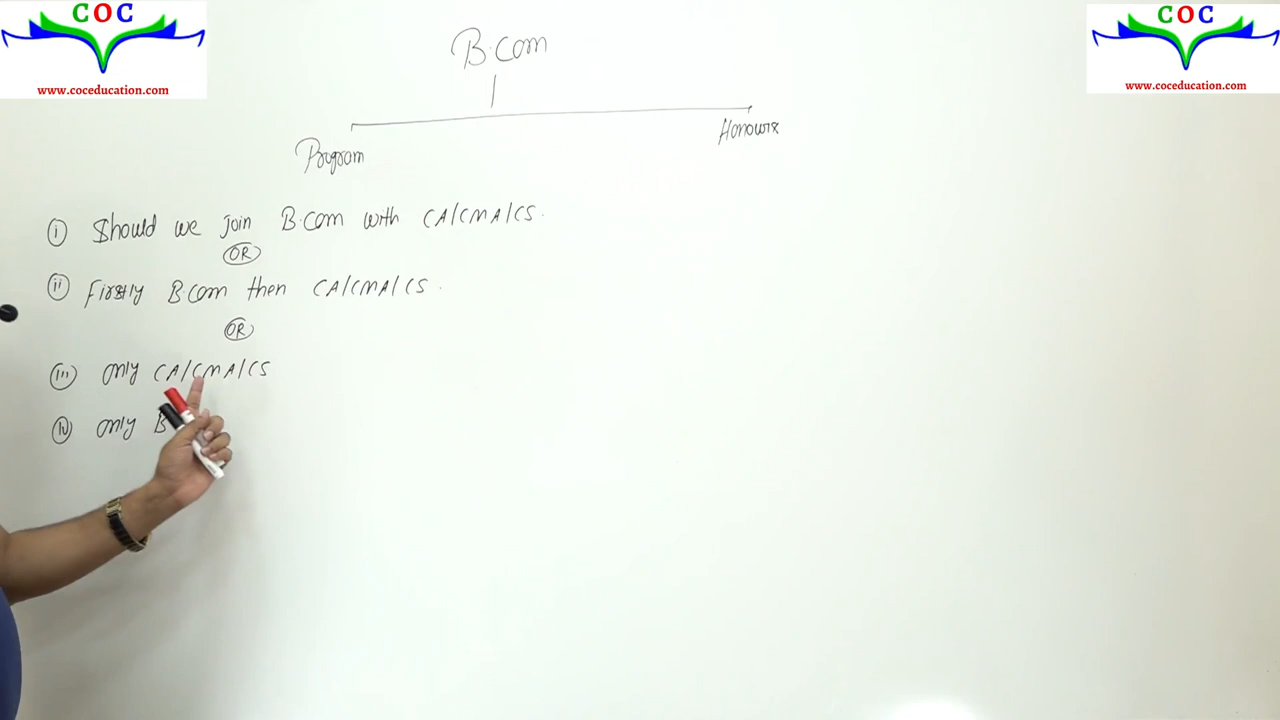 COC
www.coceducation.com
COC
www.coceducation.com
B.Com
Program
Honours
(i) Should we join B.Com with CA/CMA/CS.
OR
(ii) Firstly B.Com then CA/CMA/CS.
OR
(iii) only CA/CMA/CS
(iv) only B